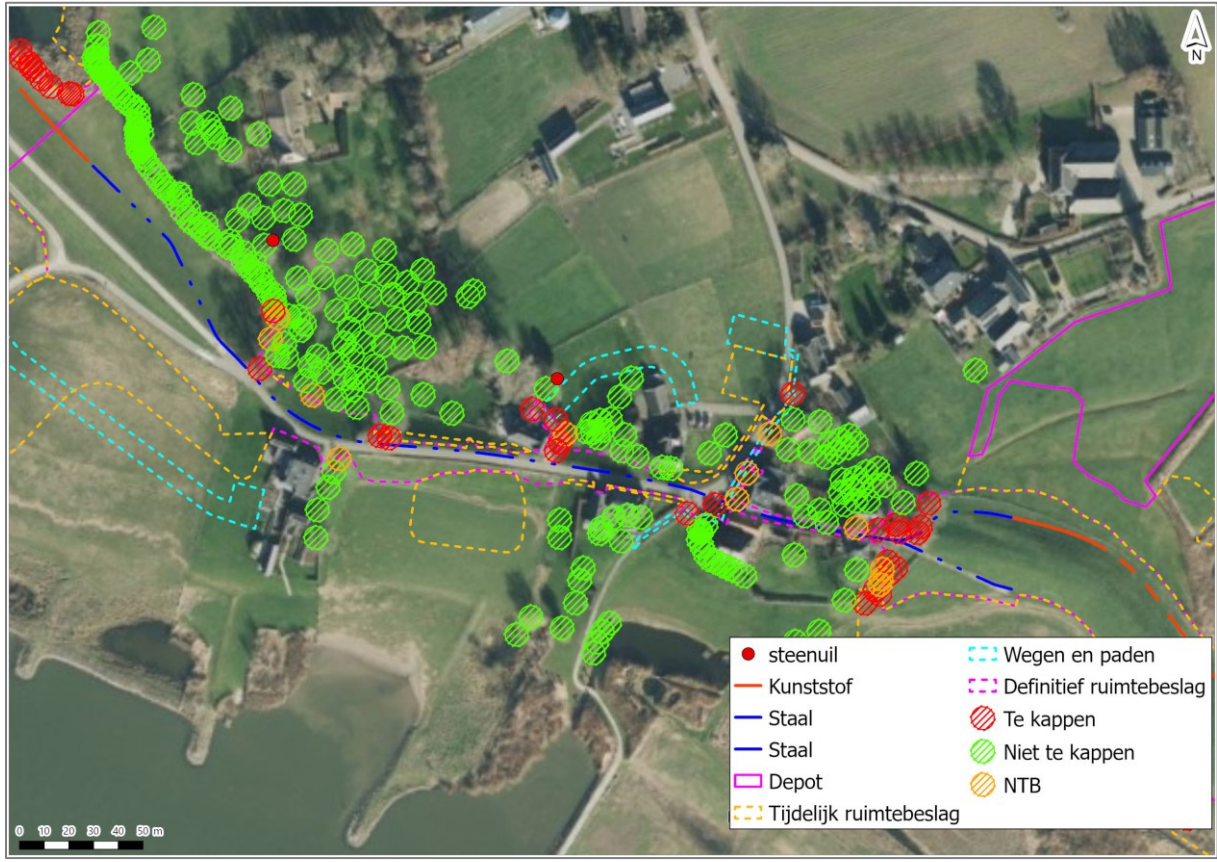 N
steenuil
Kunststof
Staal
Staal
Depot
Tijdelijk ruimtebeslag
Wegen en paden
Definitief ruimtebeslag
Te kappen
Niet te kappen
NTB
0 10 20 30 40 50 m